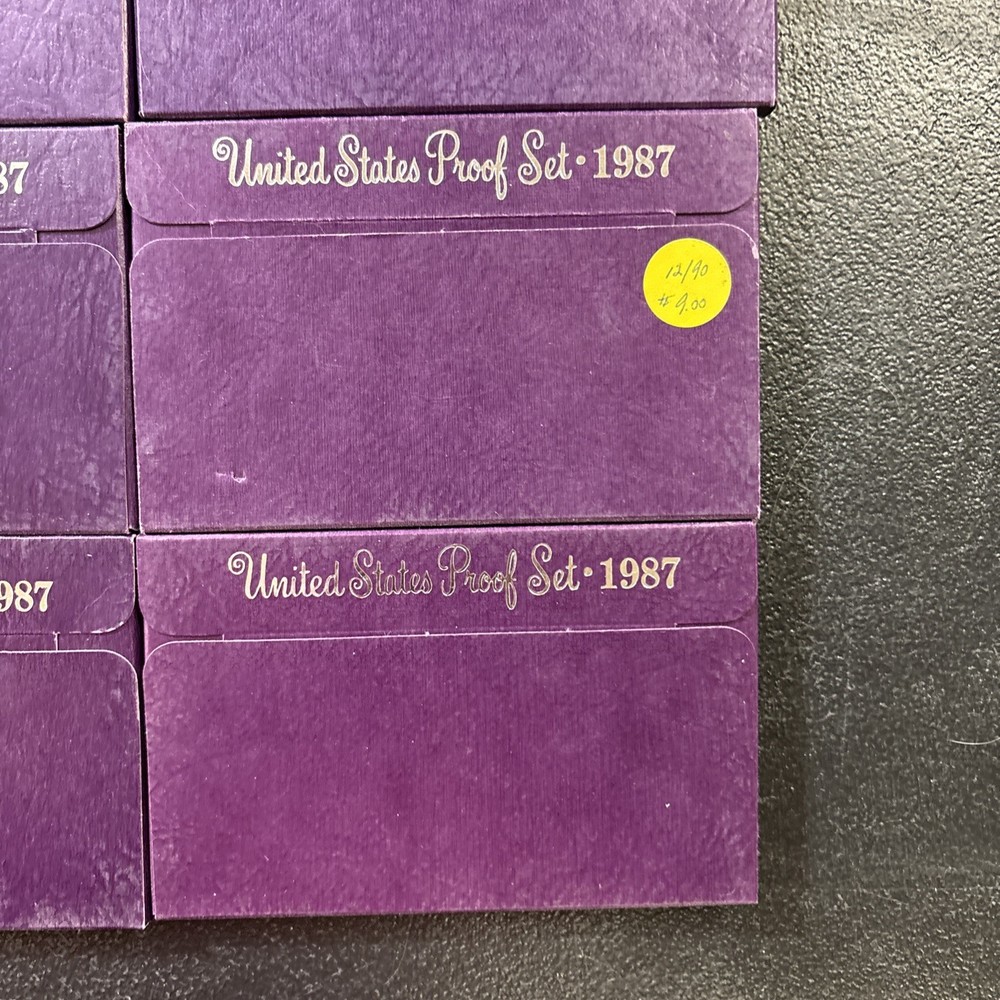 87
United States Proof Set • 1987
12/90
$9.00
987
United States Proof Set • 1987